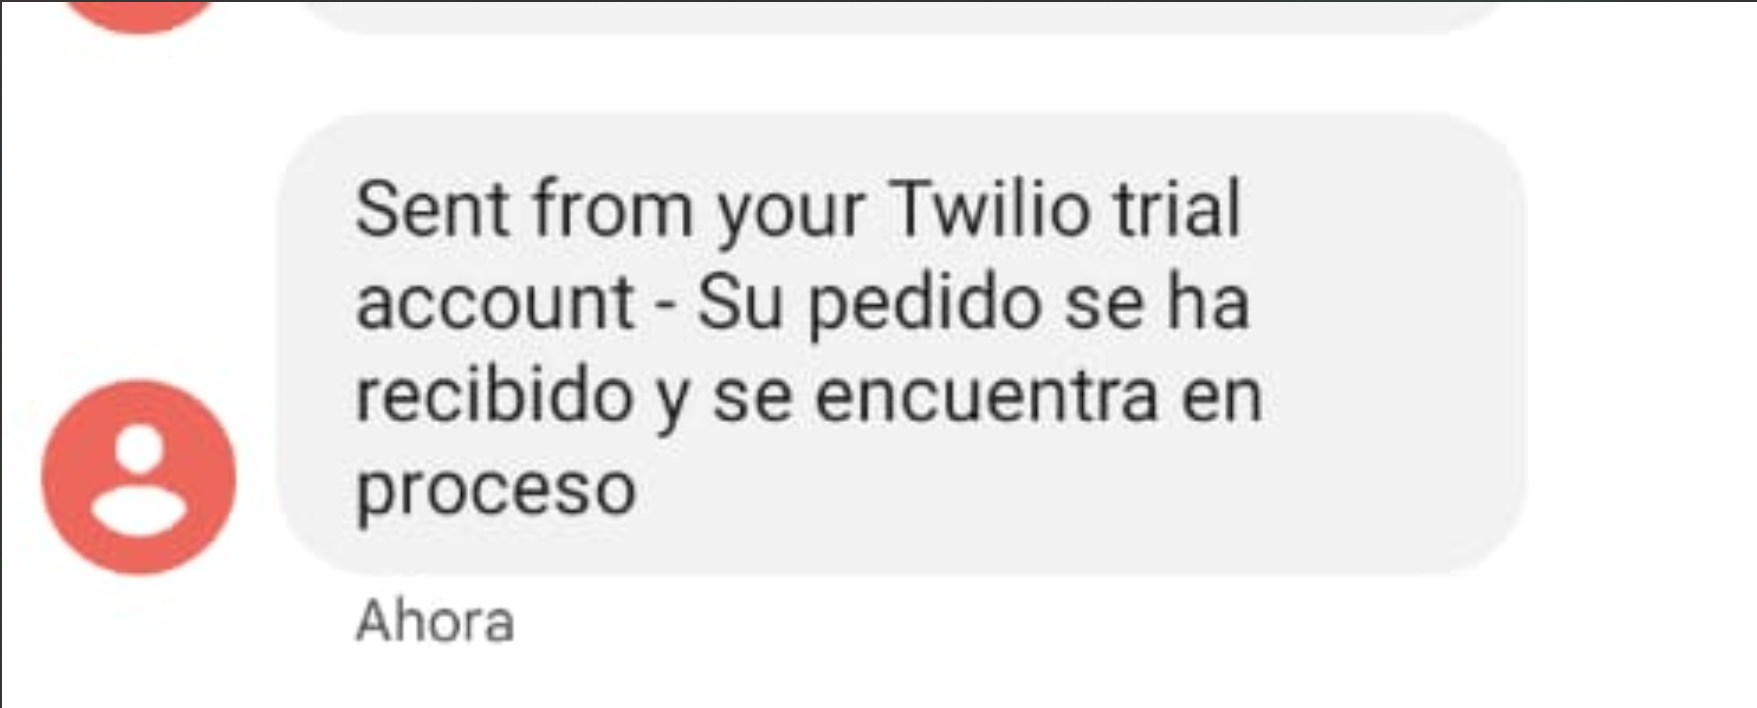 Sent from your Twilio trial
account - Su pedido se ha
recibido y se encuentra en
proceso
Ahora